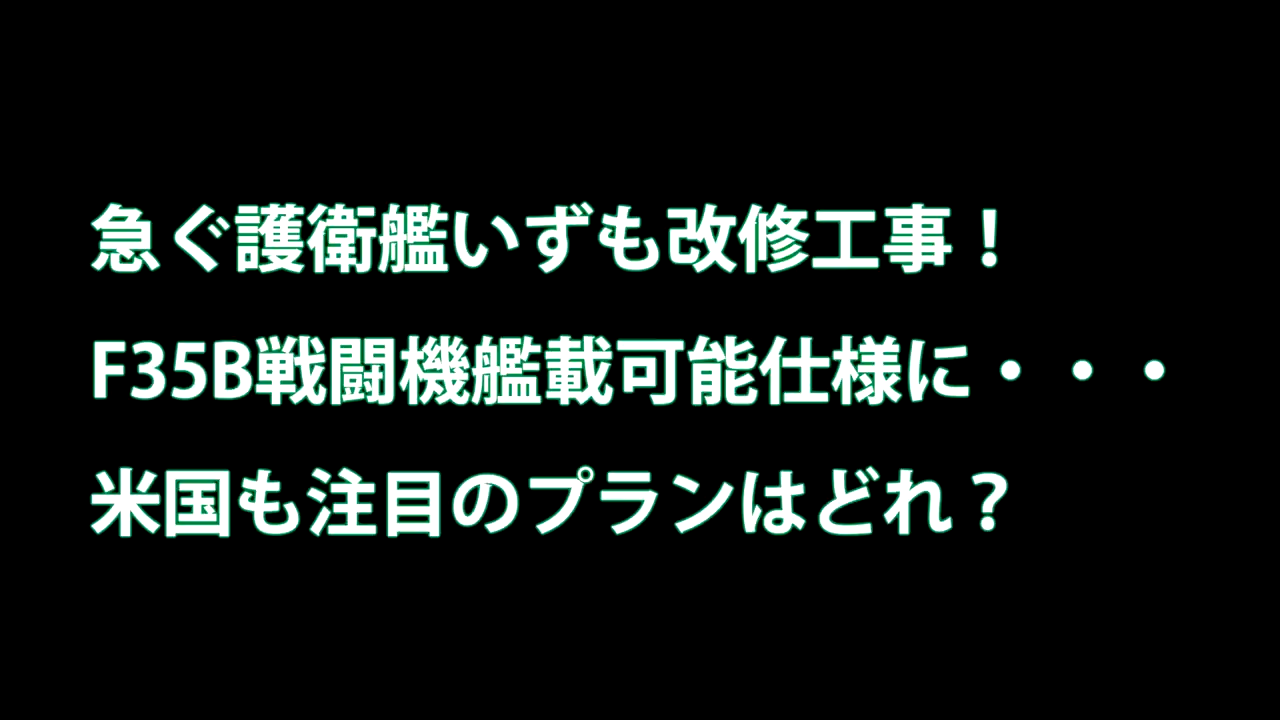 急ぐ護衛艦いずも改修工事！
F35B戦闘機艦載可能仕様に・・・
米国も注目のプランはどれ？